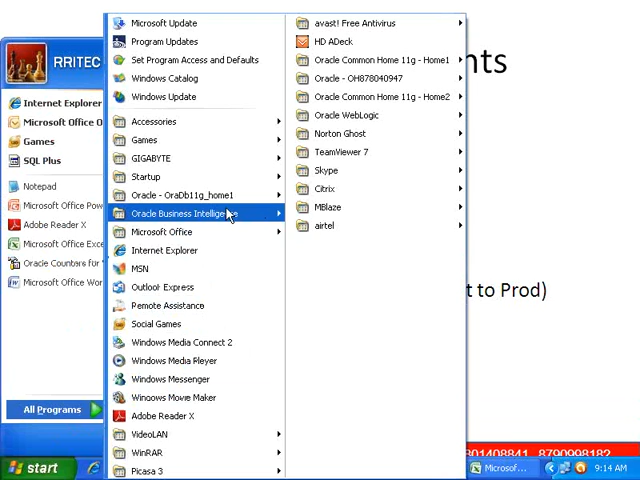 RRITEC
Internet Explorer
Microsoft Office O
Games
SQL Plus
Notepad
Microsoft Office Pow
Adobe Reader X
Microsoft Office Exce
Oracle Counters for
Microsoft Office Wor
All Programs
Microsoft Update
Program Updates
Set Program Access and Defaults
Windows Catalog
Windows Update
Accessories
Games
GIGABYTE
Startup
Oracle - OraDb11g_home1
Oracle Business Intelligence
Microsoft Office
Internet Explorer
MSN
Outlook Express
Remote Assistance
Social Games
Windows Media Connect 2
Windows Media Player
Windows Messenger
Windows Movie Maker
Adobe Reader X
VideoLAN
WinRAR
Picasa 3
avast! Free Antivirus
HD ADeck
Oracle Common Home 11g - Home1
Oracle - OH878040947
Oracle Common Home 11g - Home2
Oracle WebLogic
Norton Ghost
TeamViewer 7
Skype
Citrix
MBlaze
airtel
nts
t to Prod)
301408841, 8790998182
start
Microsof...
9:14 AM